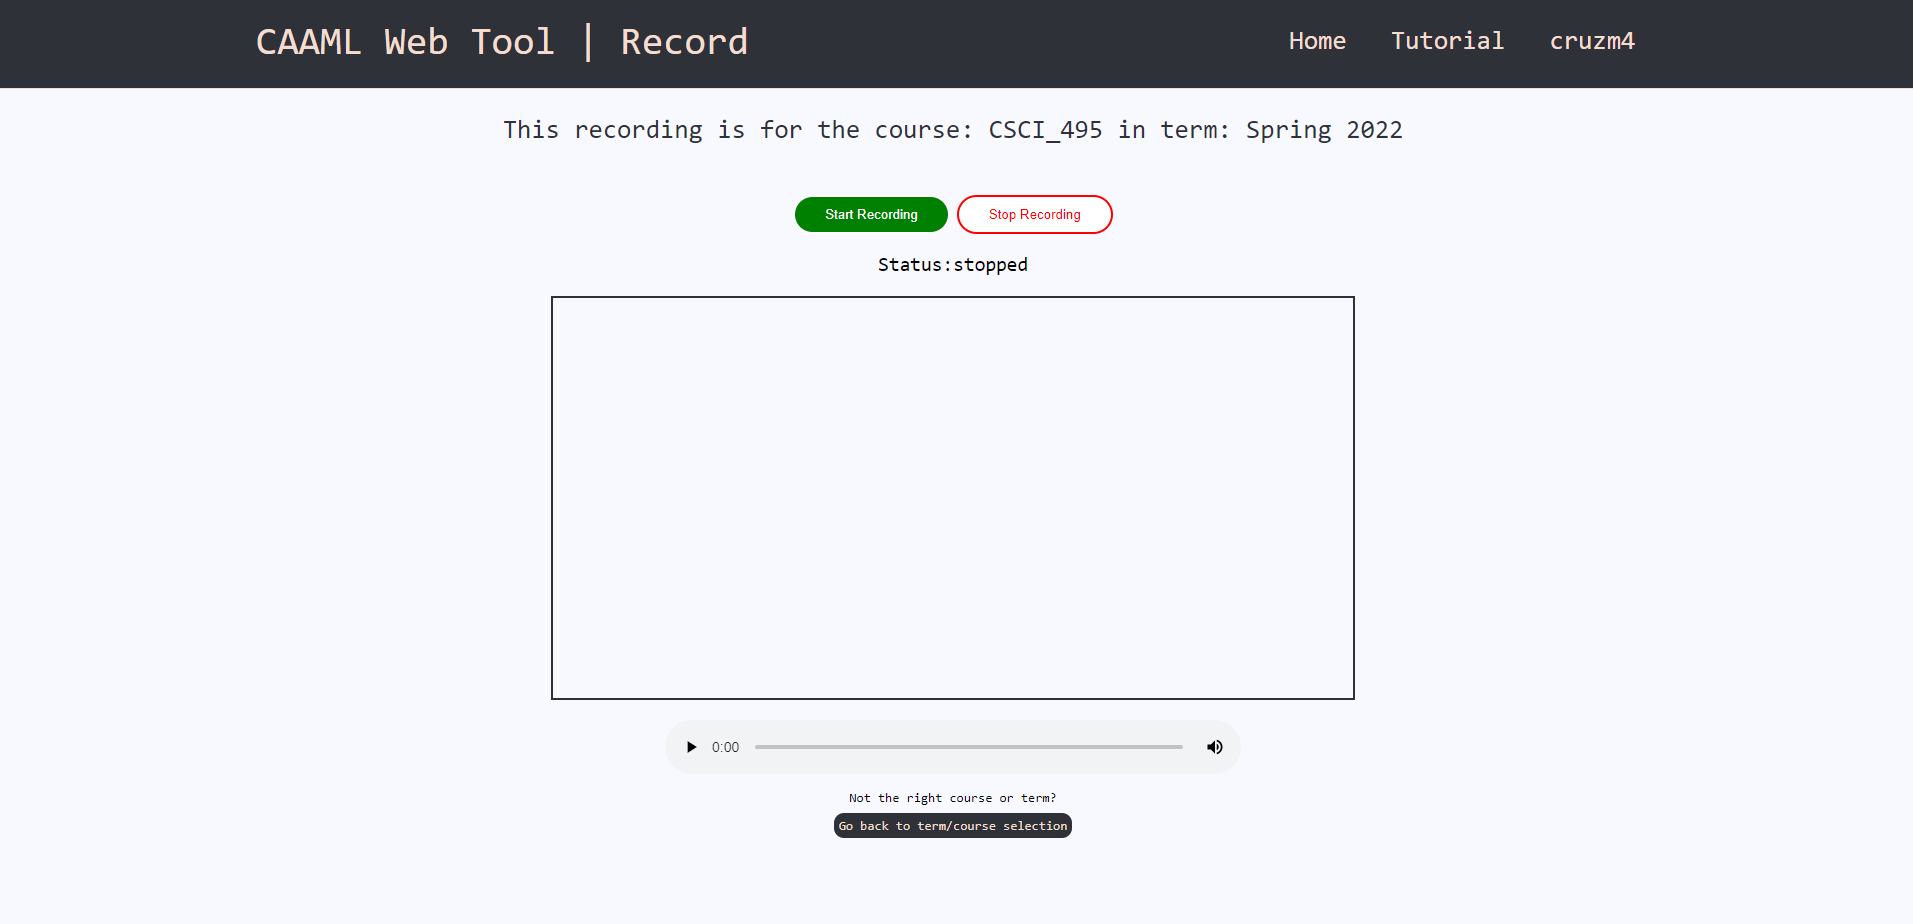 CAAML Web Tool | Record
Home Tutorial cruzm4
This recording is for the course: CSCI_495 in term: Spring 2022
Start Recording Stop Recording
Status:stopped
0:00
Not the right course or term?
Go back to term/course selection